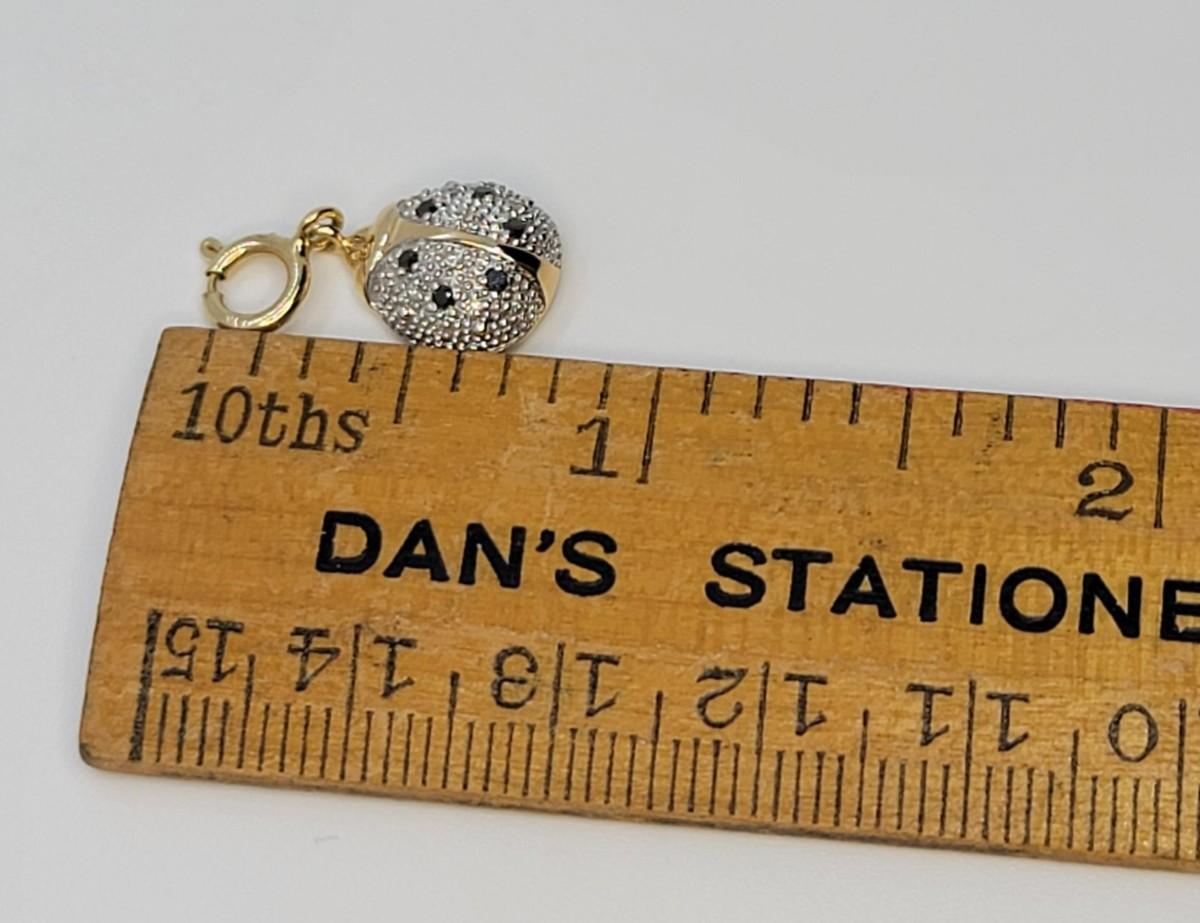 10ths 1 2
DAN'S STATIONE
15 14 13 12 11 10